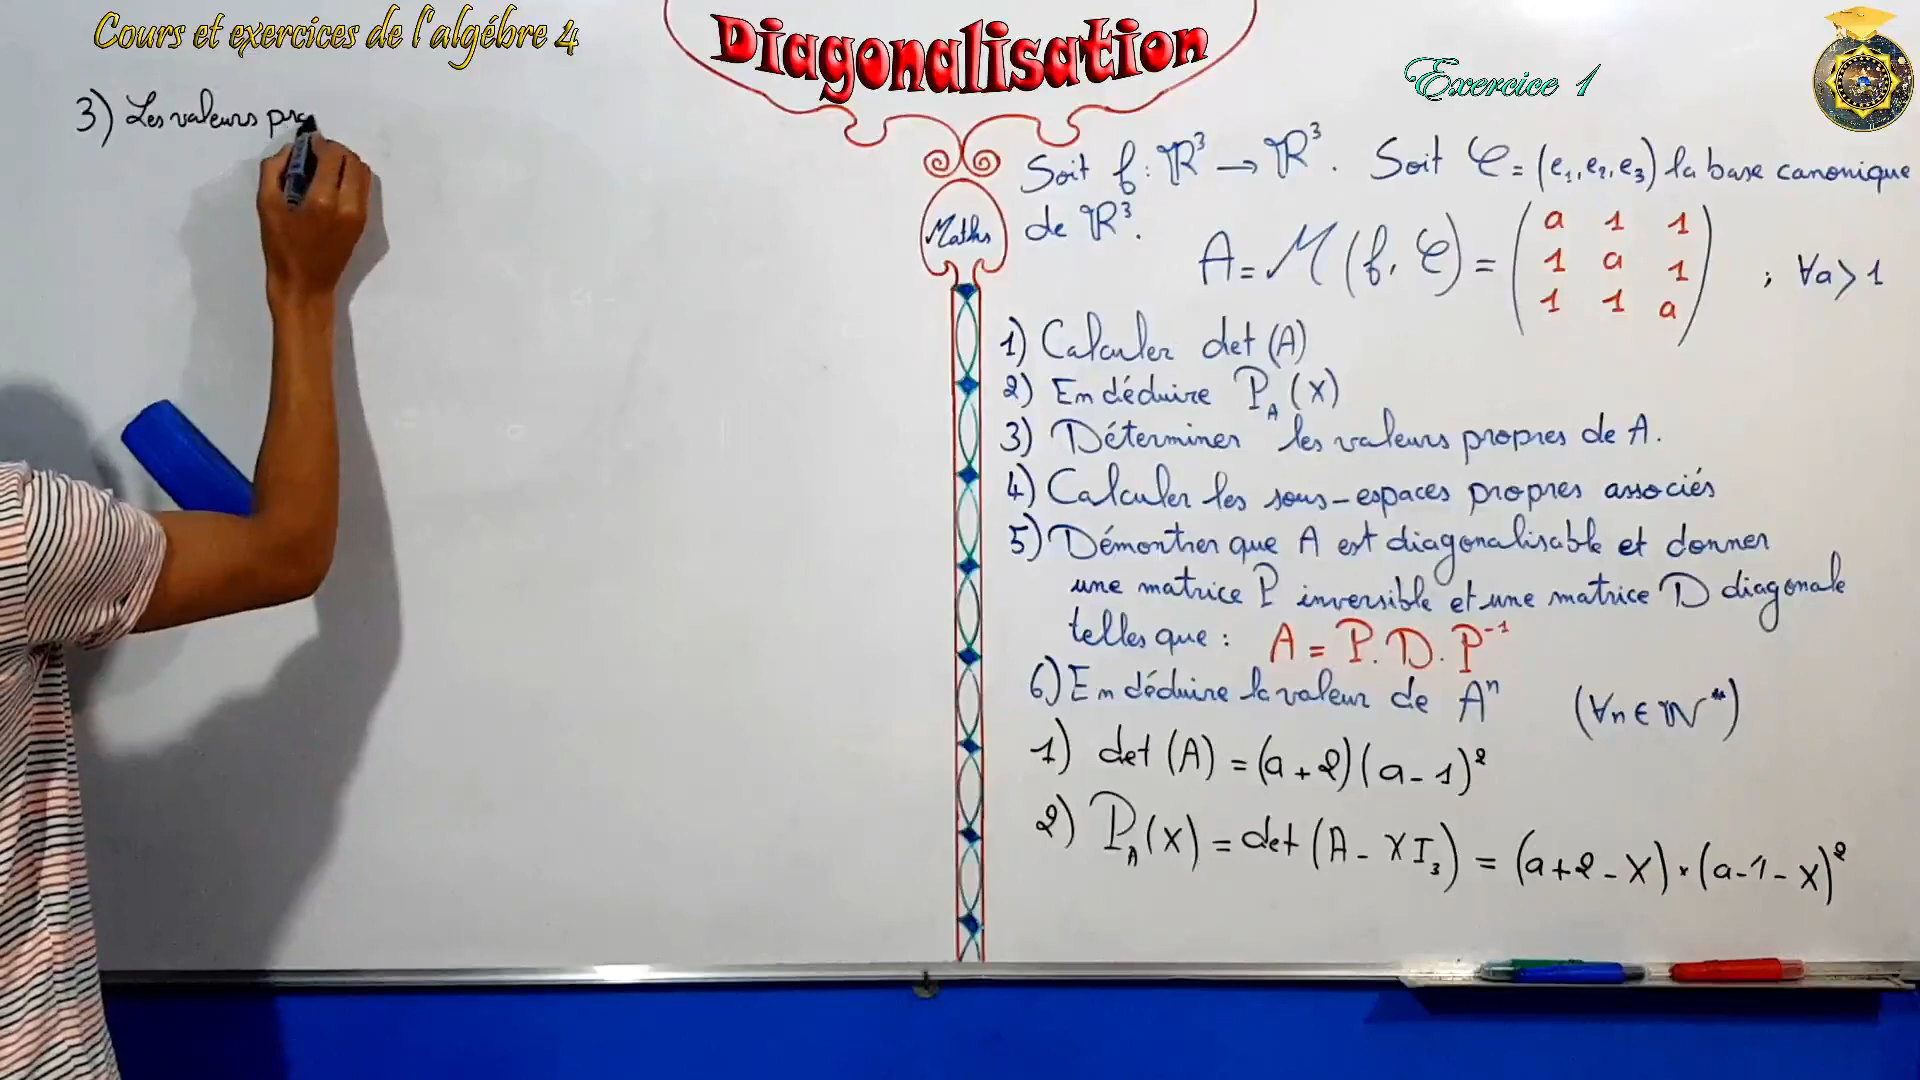 Cours et exercices de l'algébre 4
Diagonalisation
Exercice 1
3) Les valeurs pro
Maths
Soit f : ℝ³ → ℝ³. Soit 𝒞 = (e₁, e₂, e₃) la base canonique
de ℝ³.
A = ℳ(f, 𝒞) = ; ∀a > 1
a 1 1
1 a 1
1 1 a
1) Calculer det (A)
2) En déduire P_A (X)
3) Déterminer les valeurs propres de A.
4) Calculer les sous-espaces propres associés
5) Démontrer que A est diagonalisable et donner
une matrice P inversible et une matrice D diagonale
telles que : A = P. D. P⁻¹
6) En déduire la valeur de Aⁿ (∀n ∈ ℕ*)
1) det (A) = (a + 2)(a - 1)²
2) P_A (X) = det (A - X I₃) = (a + 2 - X) × (a - 1 - X)²